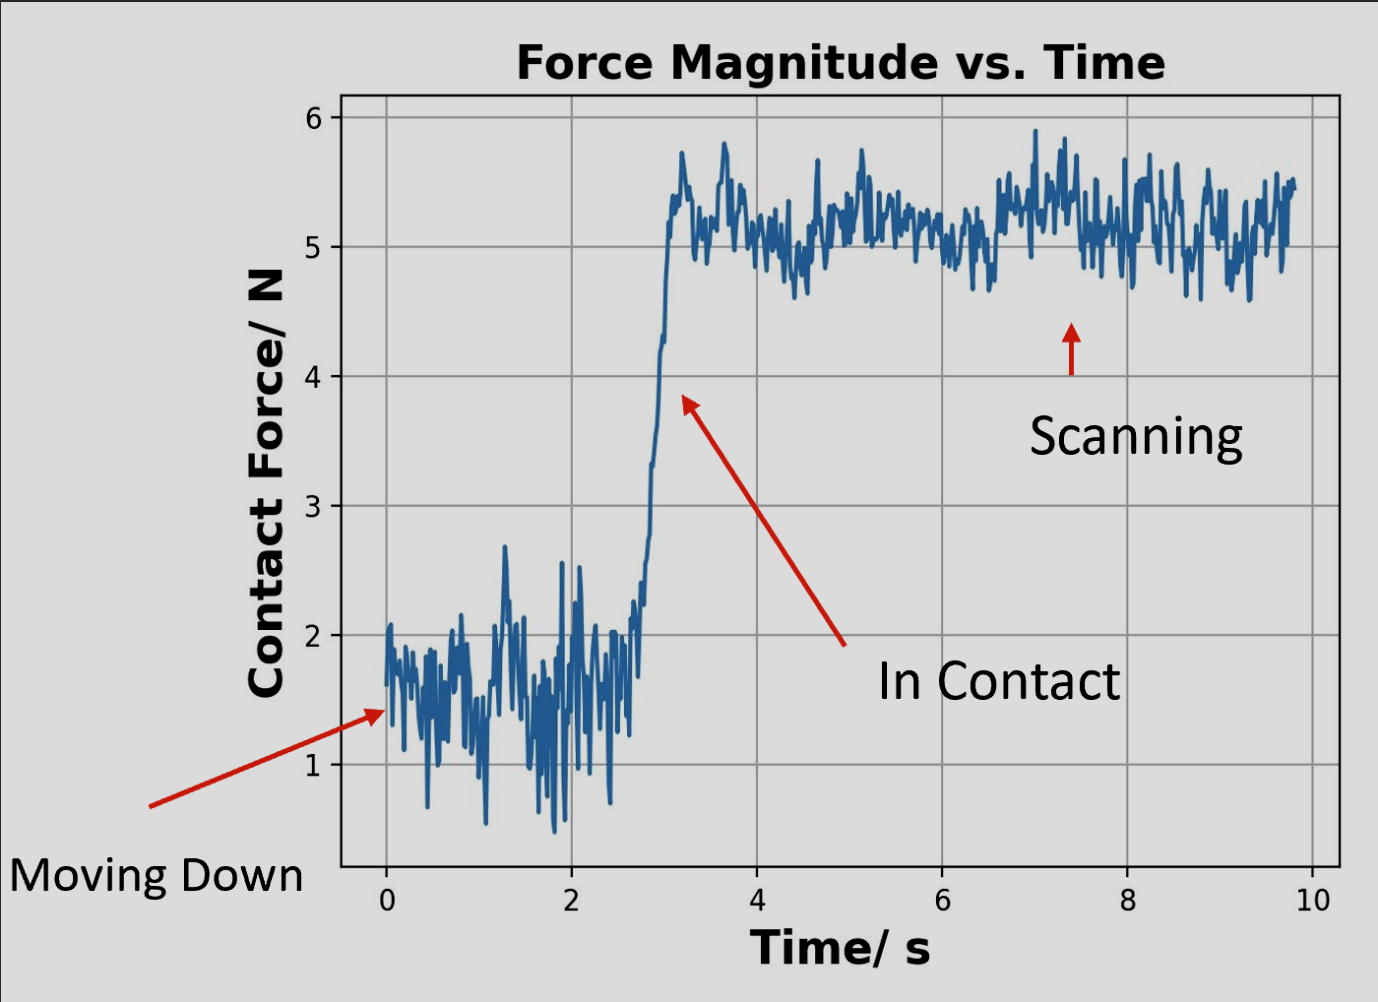 Force Magnitude vs. Time
6
5
4
3
2
1
Contact Force/ N
Scanning
In Contact
Moving Down
0 2 4 6 8 10
Time/ s